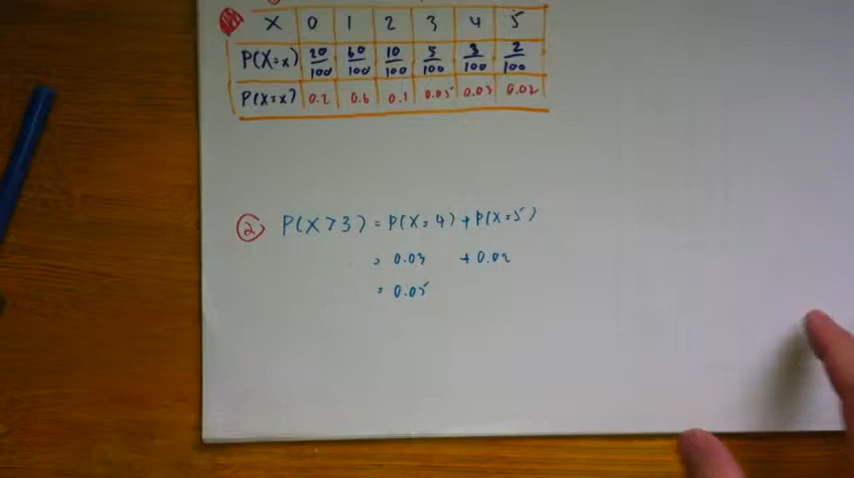 X 0 1 2 3 4 5
P(X=x) 20/100 60/100 10/100 5/100 3/100 2/100
P(X=x) 0.2 0.6 0.1 0.05 0.03 0.02
2 P(X>3) = P(X=4)+P(X=5)
= 0.03 + 0.02
= 0.05